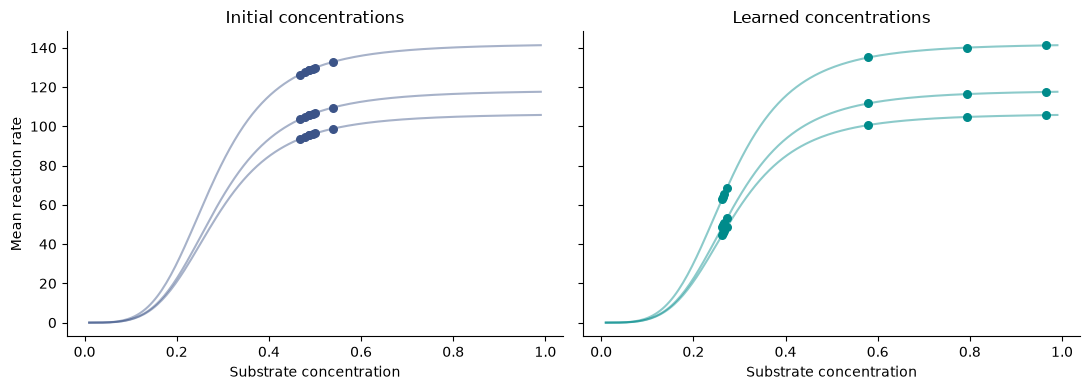 Initial concentrations
Learned concentrations
Mean reaction rate
140
120
100
80
60
40
20
0
0.0 0.2 0.4 0.6 0.8 1.0
0.0 0.2 0.4 0.6 0.8 1.0
Substrate concentration
Substrate concentration